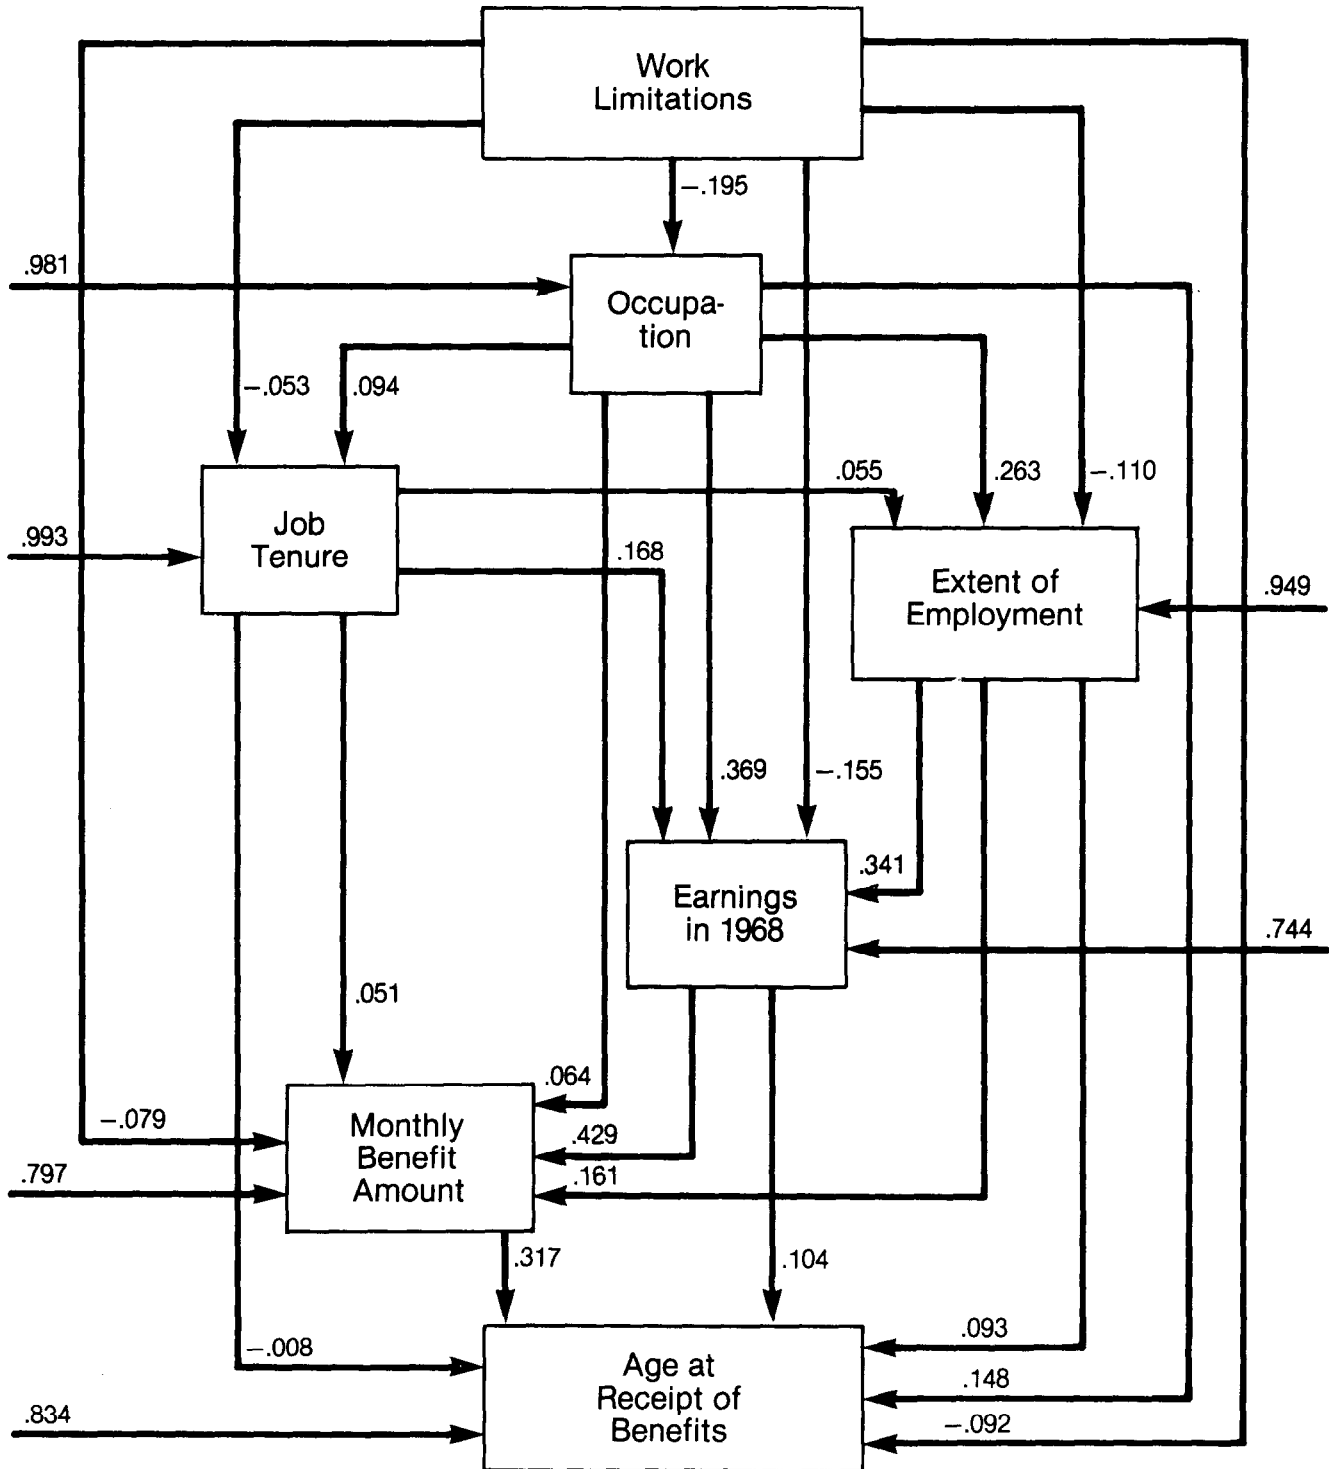 Work
Limitations
−.195
.981
Occupa-
tion
−.053
.094
.055
.263
−.110
Job
Tenure
.993
.168
Extent of
Employment
.949
.369
−.155
.341
Earnings
in 1968
.744
.051
.064
−.079
Monthly
Benefit
Amount
.429
.161
.797
.317
.104
−.008
.093
Age at
Receipt of
Benefits
.148
.834
−.092